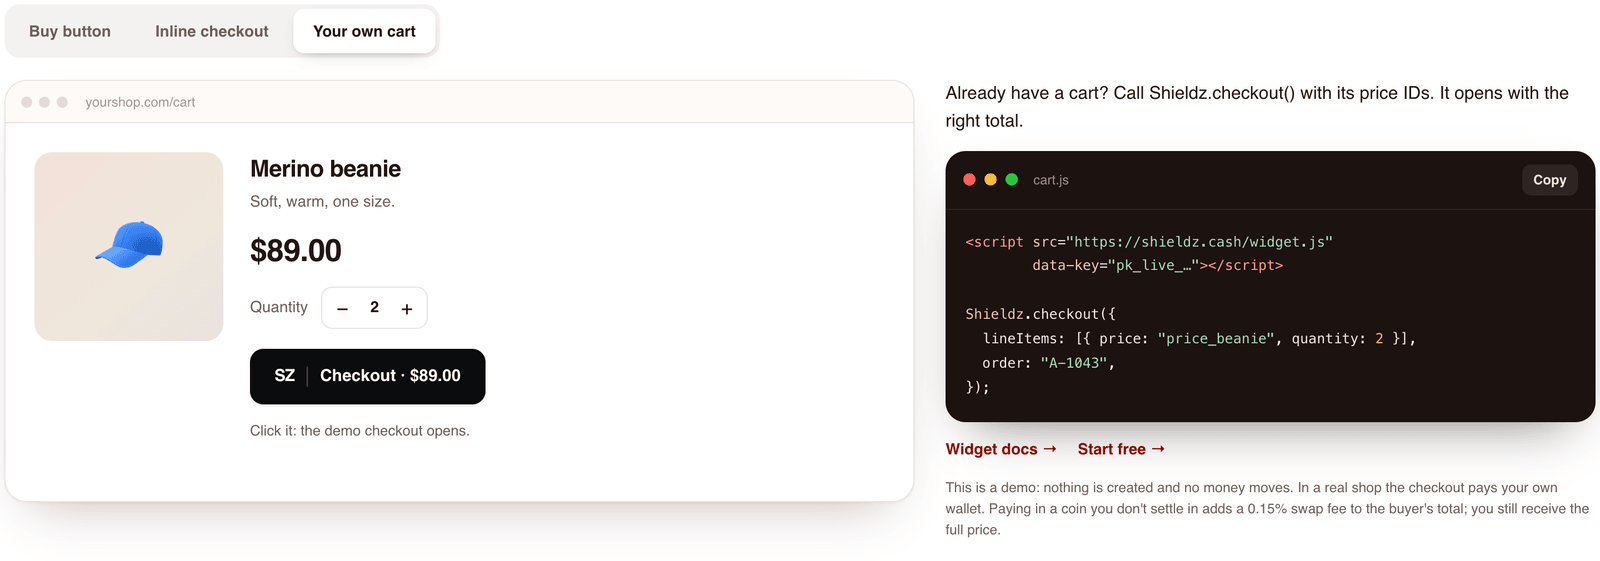 Buy button
Inline checkout
Your own cart
yourshop.com/cart
Merino beanie
Soft, warm, one size.
$89.00
Quantity
− 2 +
SZ | Checkout · $89.00
Click it: the demo checkout opens.
Already have a cart? Call Shieldz.checkout() with its price IDs. It opens with the
right total.
cart.js
Copy
<script src="https://shieldz.cash/widget.js"
data-key="pk_live_…"></script>
Shieldz.checkout({
lineItems: [{ price: "price_beanie", quantity: 2 }],
order: "A-1043",
});
Widget docs →
Start free →
This is a demo: nothing is created and no money moves. In a real shop the checkout pays your own
wallet. Paying in a coin you don't settle in adds a 0.15% swap fee to the buyer's total; you still receive the
full price.